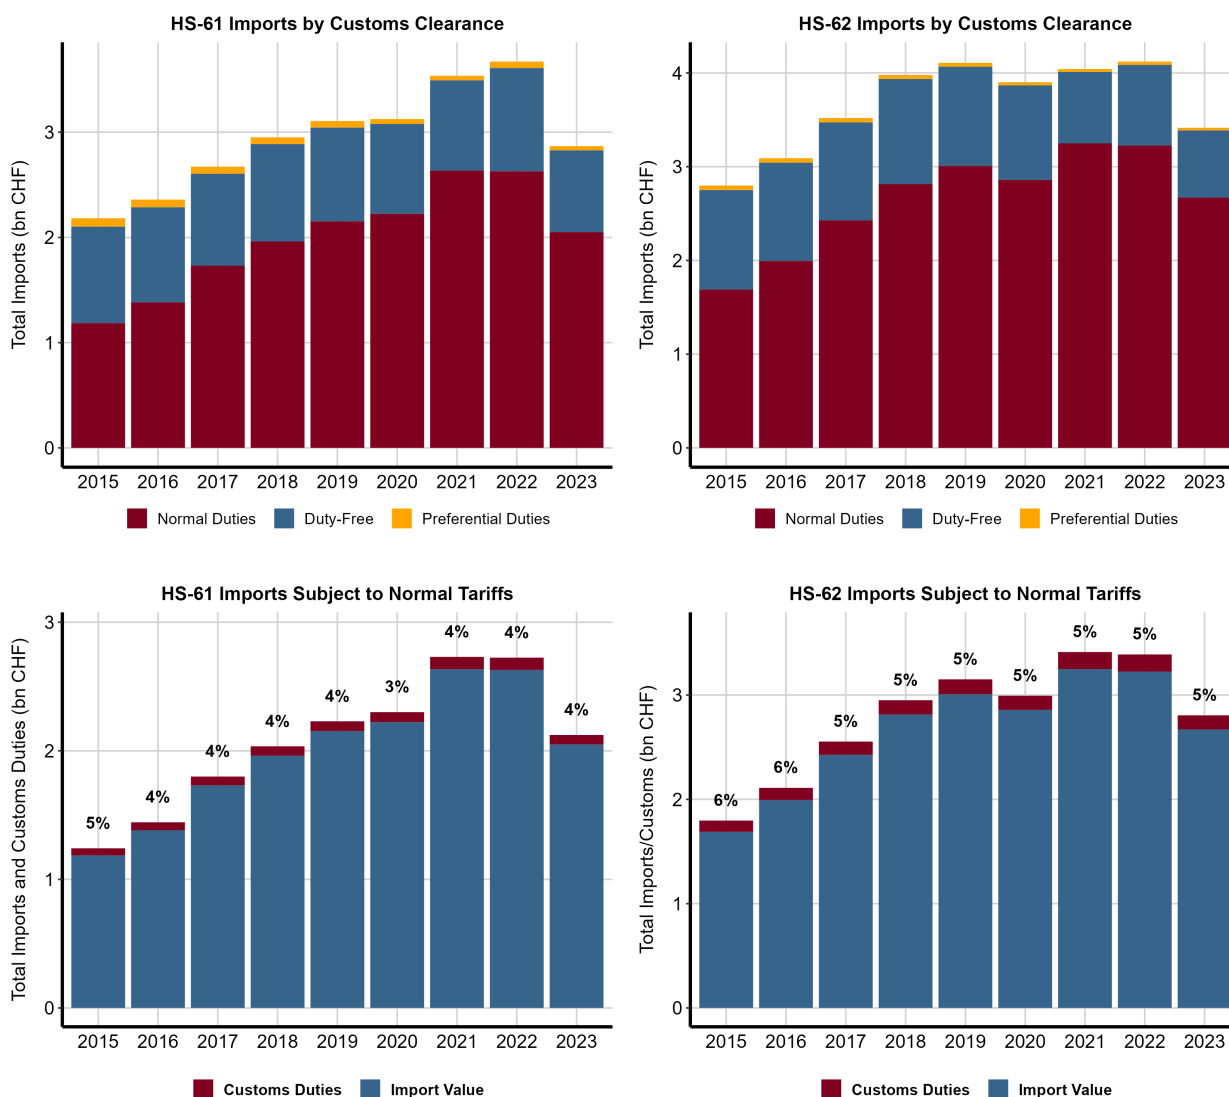 HS-61 Imports by Customs Clearance
Total Imports (bn CHF)
3
2
1
0
2015 2016 2017 2018 2019 2020 2021 2022 2023
Normal Duties Duty-Free Preferential Duties
HS-62 Imports by Customs Clearance
Total Imports (bn CHF)
4
3
2
1
0
2015 2016 2017 2018 2019 2020 2021 2022 2023
Normal Duties Duty-Free Preferential Duties
HS-61 Imports Subject to Normal Tariffs
Total Imports and Customs Duties (bn CHF)
3
2
1
0
5% 4% 4% 4% 4% 3% 4% 4% 4%
2015 2016 2017 2018 2019 2020 2021 2022 2023
Customs Duties Import Value
HS-62 Imports Subject to Normal Tariffs
Total Imports/Customs (bn CHF)
3
2
1
0
6% 6% 5% 5% 5% 5% 5% 5% 5%
2015 2016 2017 2018 2019 2020 2021 2022 2023
Customs Duties Import Value